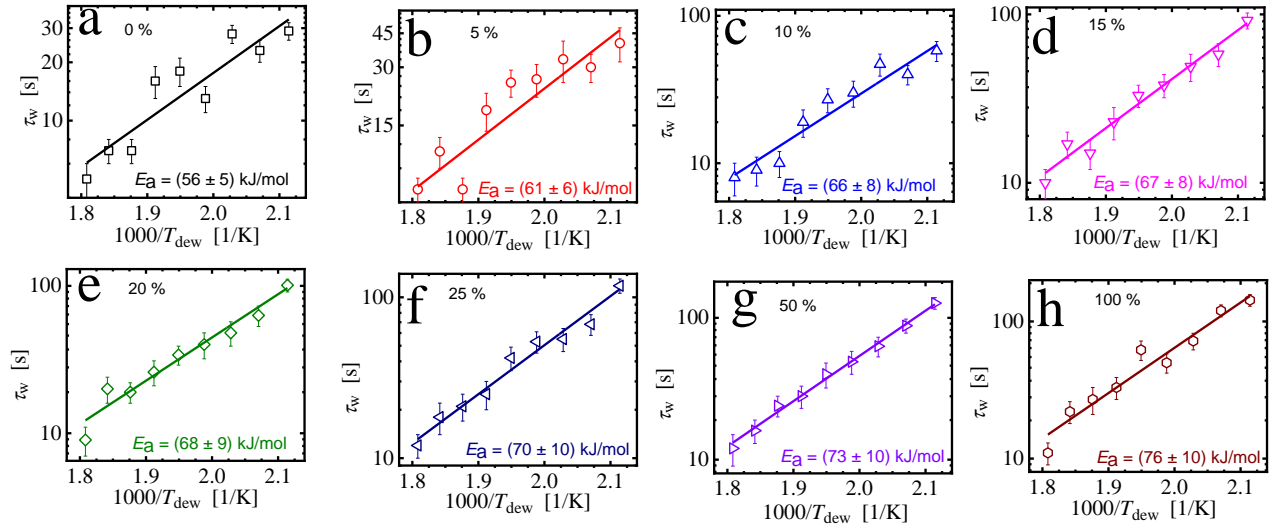 a
0 %
30
20
10
τw [s]
Ea = (56 ± 5) kJ/mol
1.8 1.9 2.0 2.1
1000/Tdew [1/K]
b
5 %
45
30
15
τw [s]
Ea = (61 ± 6) kJ/mol
1.8 1.9 2.0 2.1
1000/Tdew [1/K]
c
10 %
100
10
τw [s]
Ea = (66 ± 8) kJ/mol
1.8 1.9 2.0 2.1
1000/Tdew [1/K]
d
15 %
100
10
τw [s]
Ea = (67 ± 8) kJ/mol
1.8 1.9 2.0 2.1
1000/Tdew [1/K]
e
20 %
100
10
τw [s]
Ea = (68 ± 9) kJ/mol
1.8 1.9 2.0 2.1
1000/Tdew [1/K]
f
25 %
100
10
τw [s]
Ea = (70 ± 10) kJ/mol
1.8 1.9 2.0 2.1
1000/Tdew [1/K]
g
50 %
100
10
τw [s]
Ea = (73 ± 10) kJ/mol
1.8 1.9 2.0 2.1
1000/Tdew [1/K]
h
100 %
100
10
τw [s]
Ea = (76 ± 10) kJ/mol
1.8 1.9 2.0 2.1
1000/Tdew [1/K]